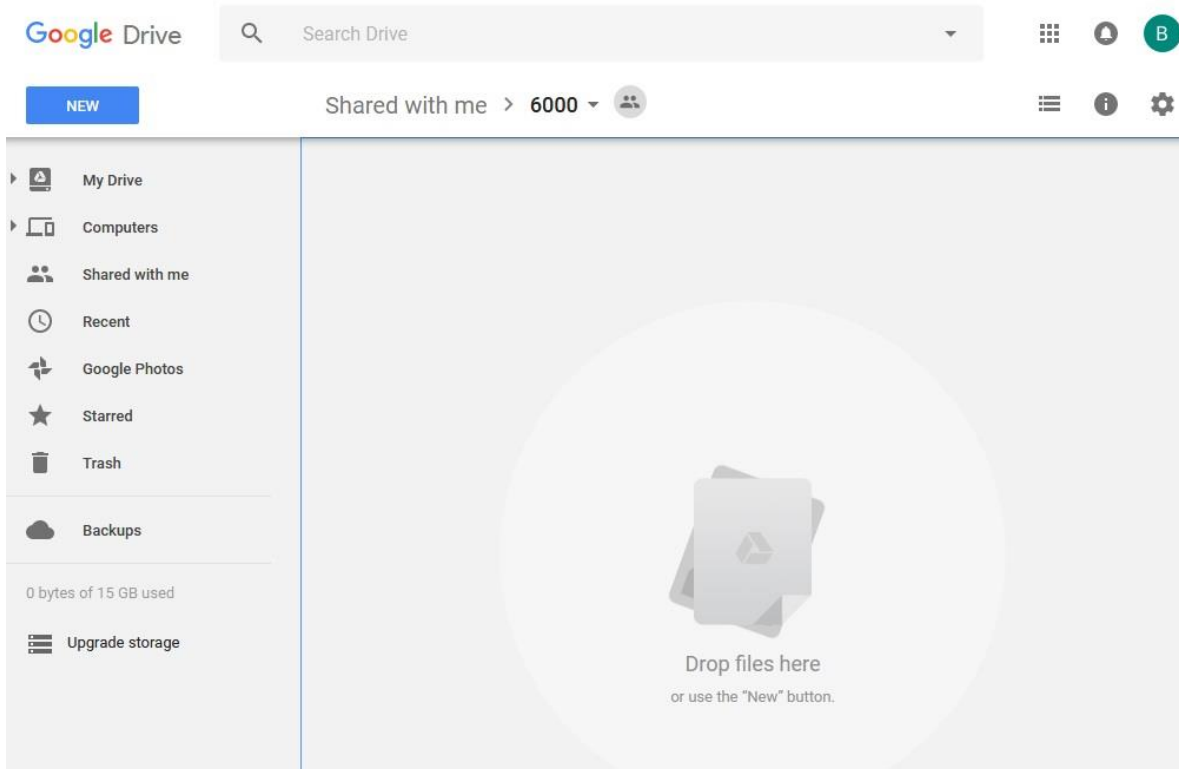 Google Drive
Search Drive
B
NEW
Shared with me > 6000
My Drive
Computers
Shared with me
Recent
Google Photos
Starred
Trash
Backups
0 bytes of 15 GB used
Upgrade storage
Drop files here
or use the “New” button.